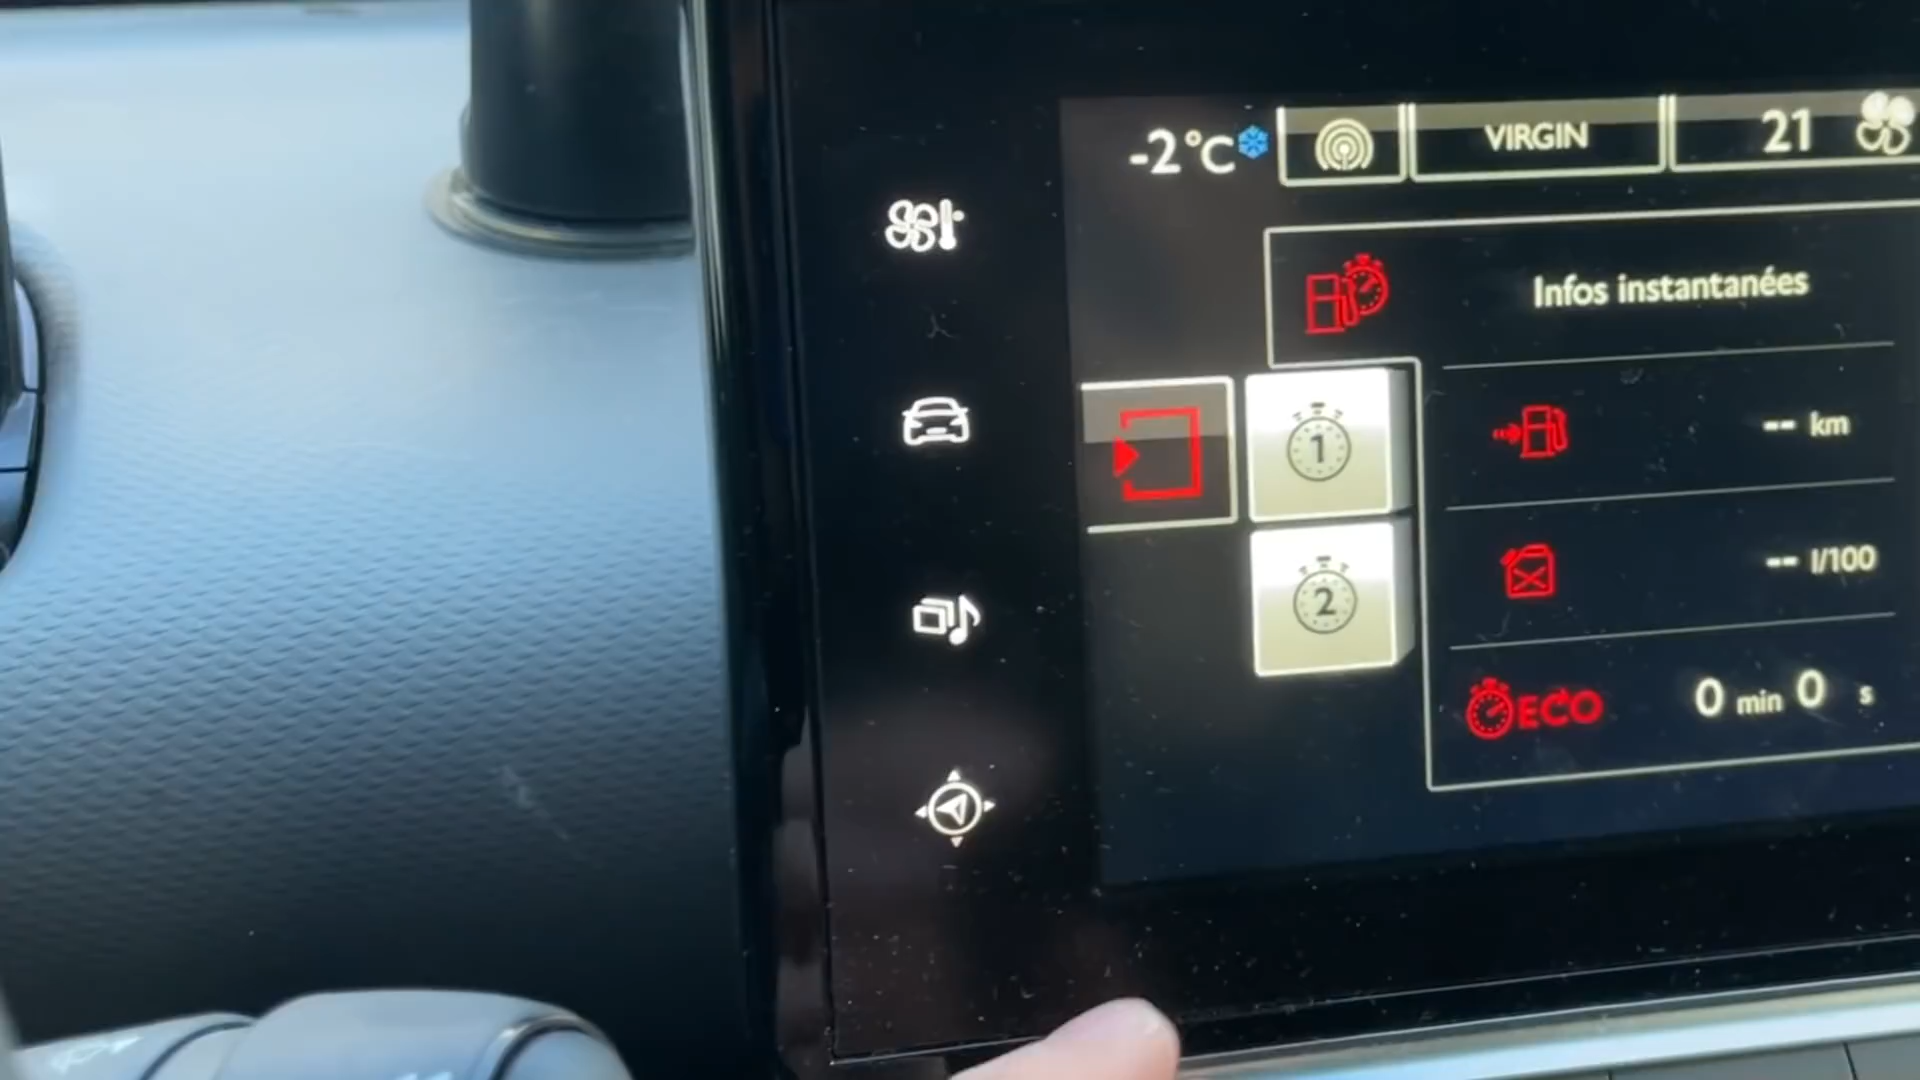 -2°C VIRGIN 21
Infos instantanées
1
-- km
2
-- l/100
ECO 0 min 0 s